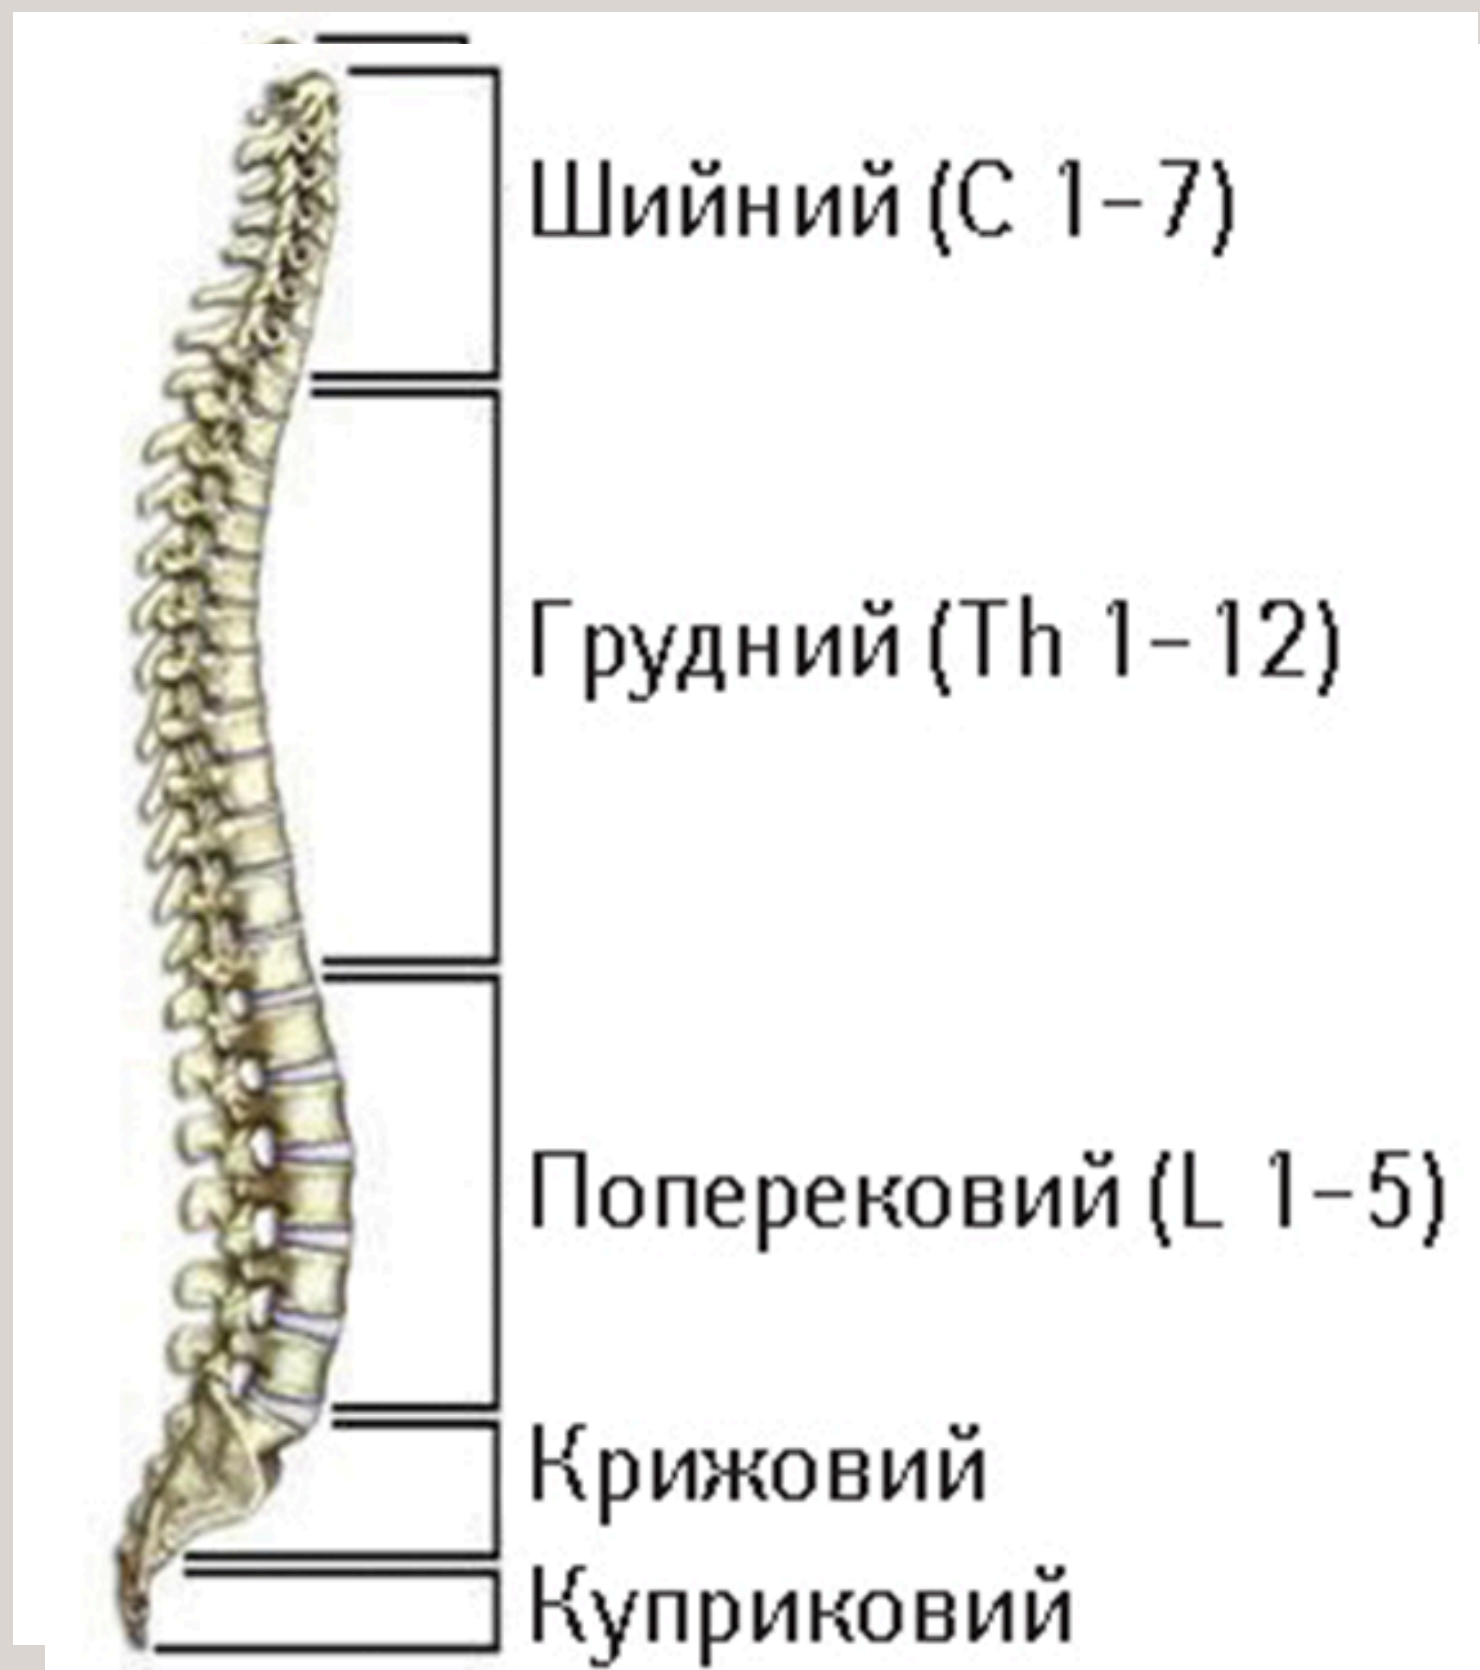 Шийний (C 1–7)
Грудний (Th 1–12)
Поперековий (L 1–5)
Крижовий
Куприковий